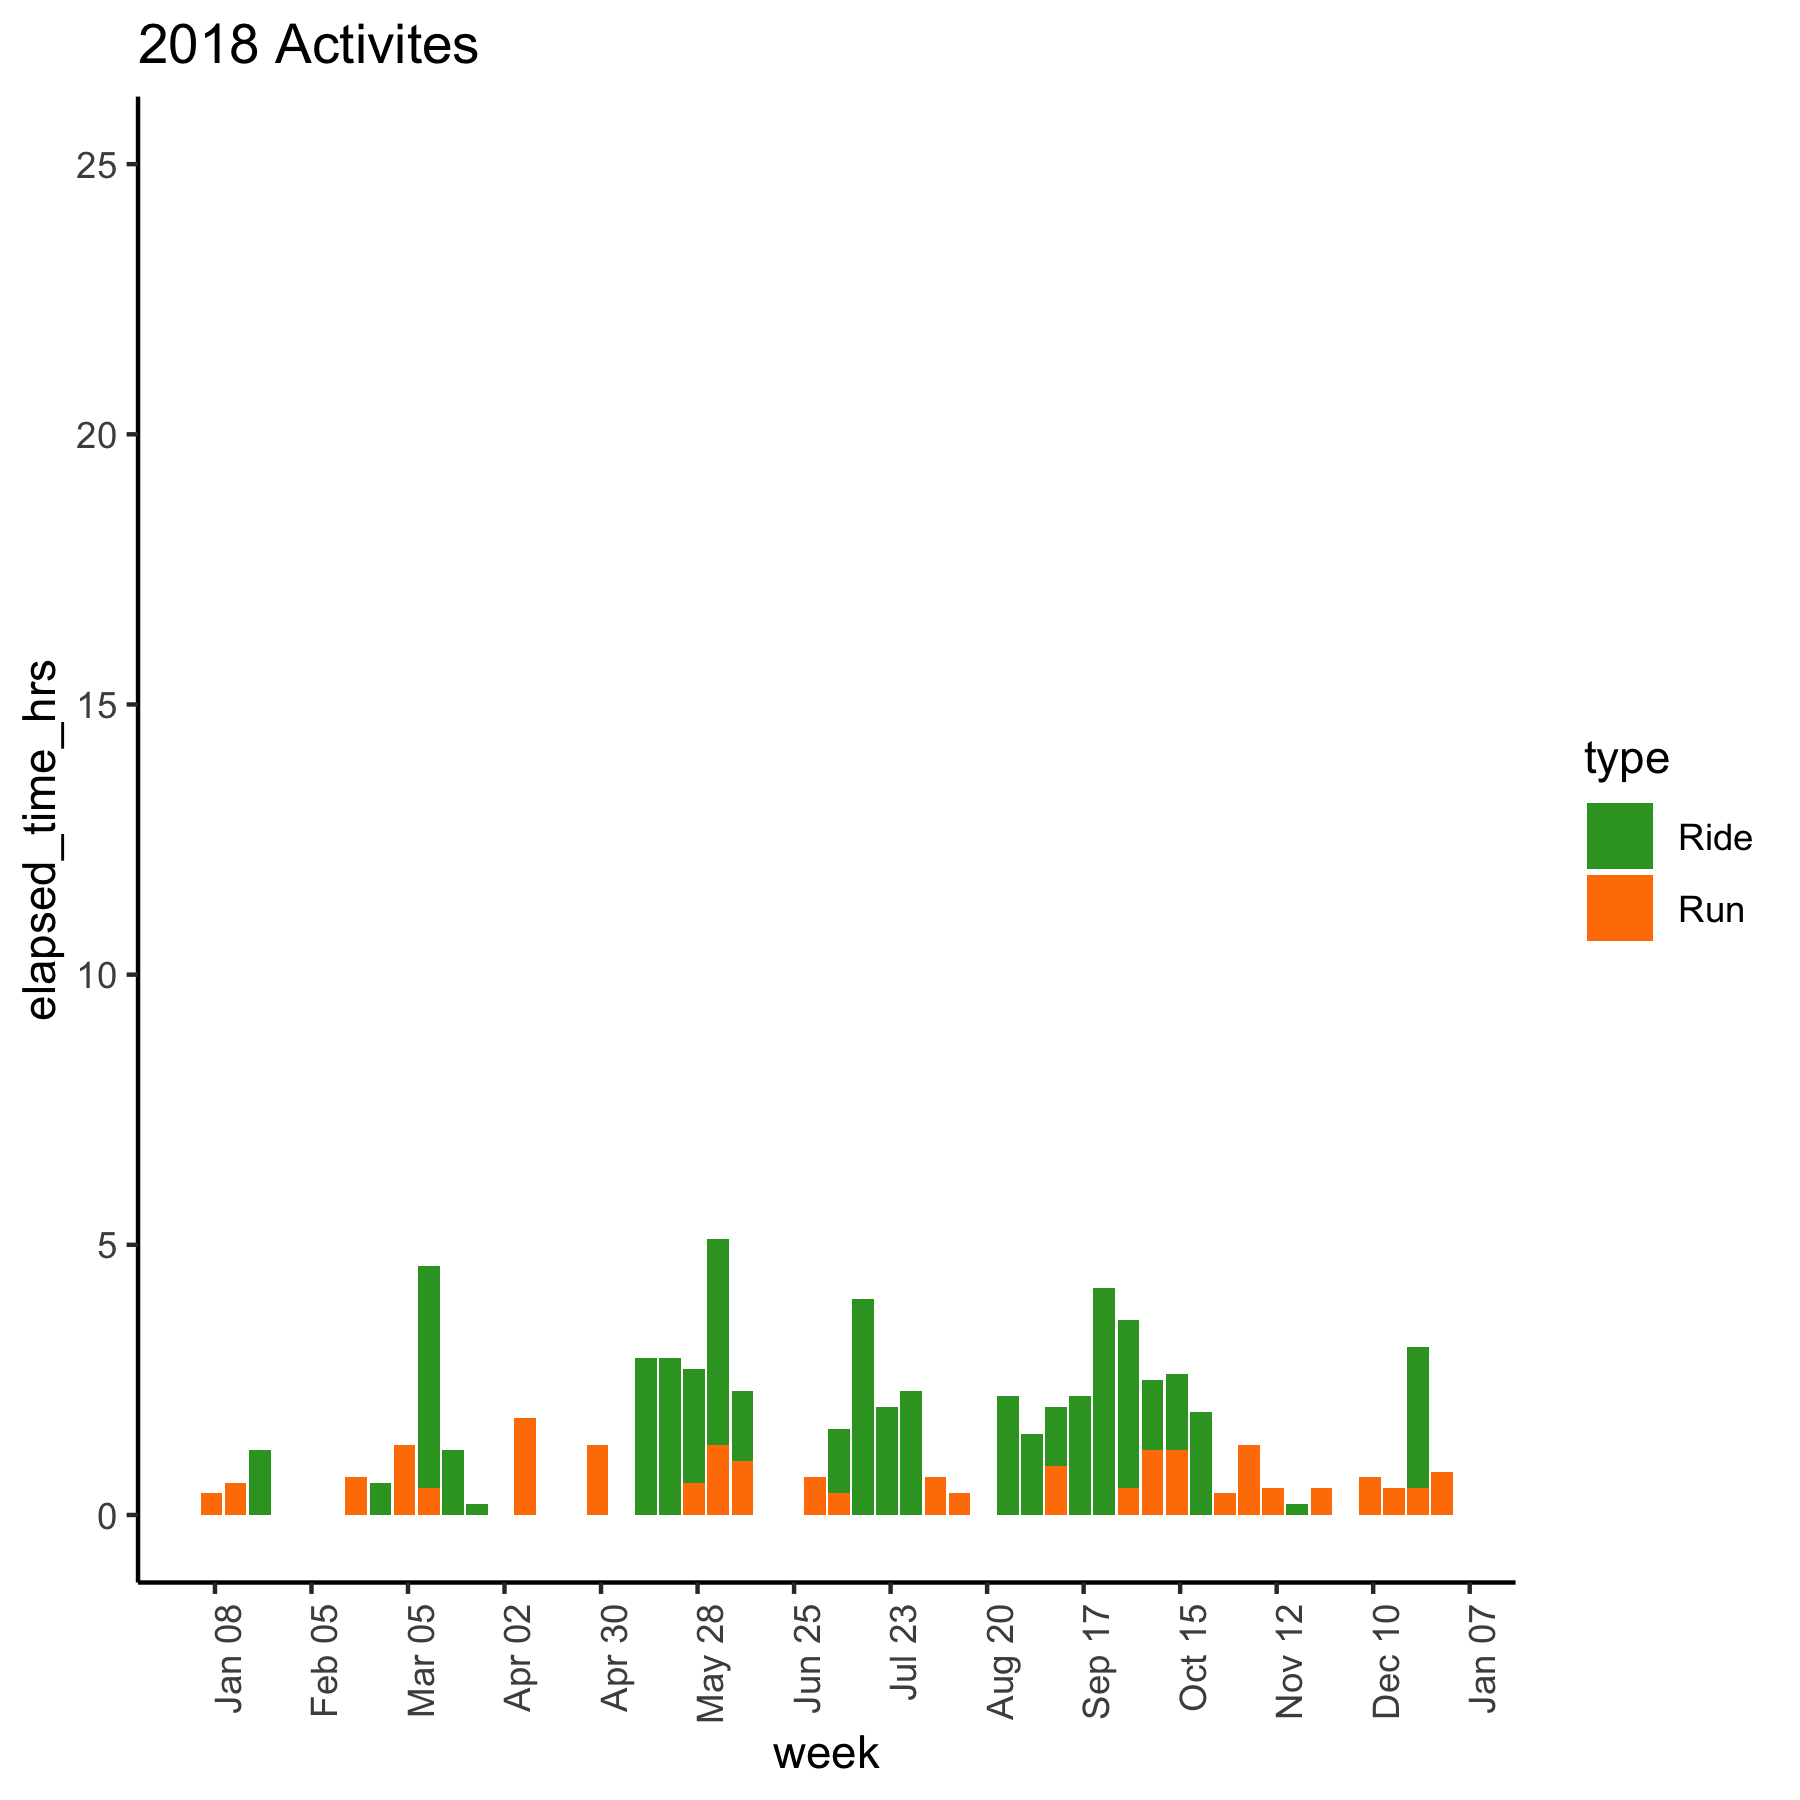 2018 Activites
elapsed_time_hrs
25
20
15
10
5
0
Jan 08
Feb 05
Mar 05
Apr 02
Apr 30
May 28
Jun 25
Jul 23
Aug 20
Sep 17
Oct 15
Nov 12
Dec 10
Jan 07
week
type
Ride
Run